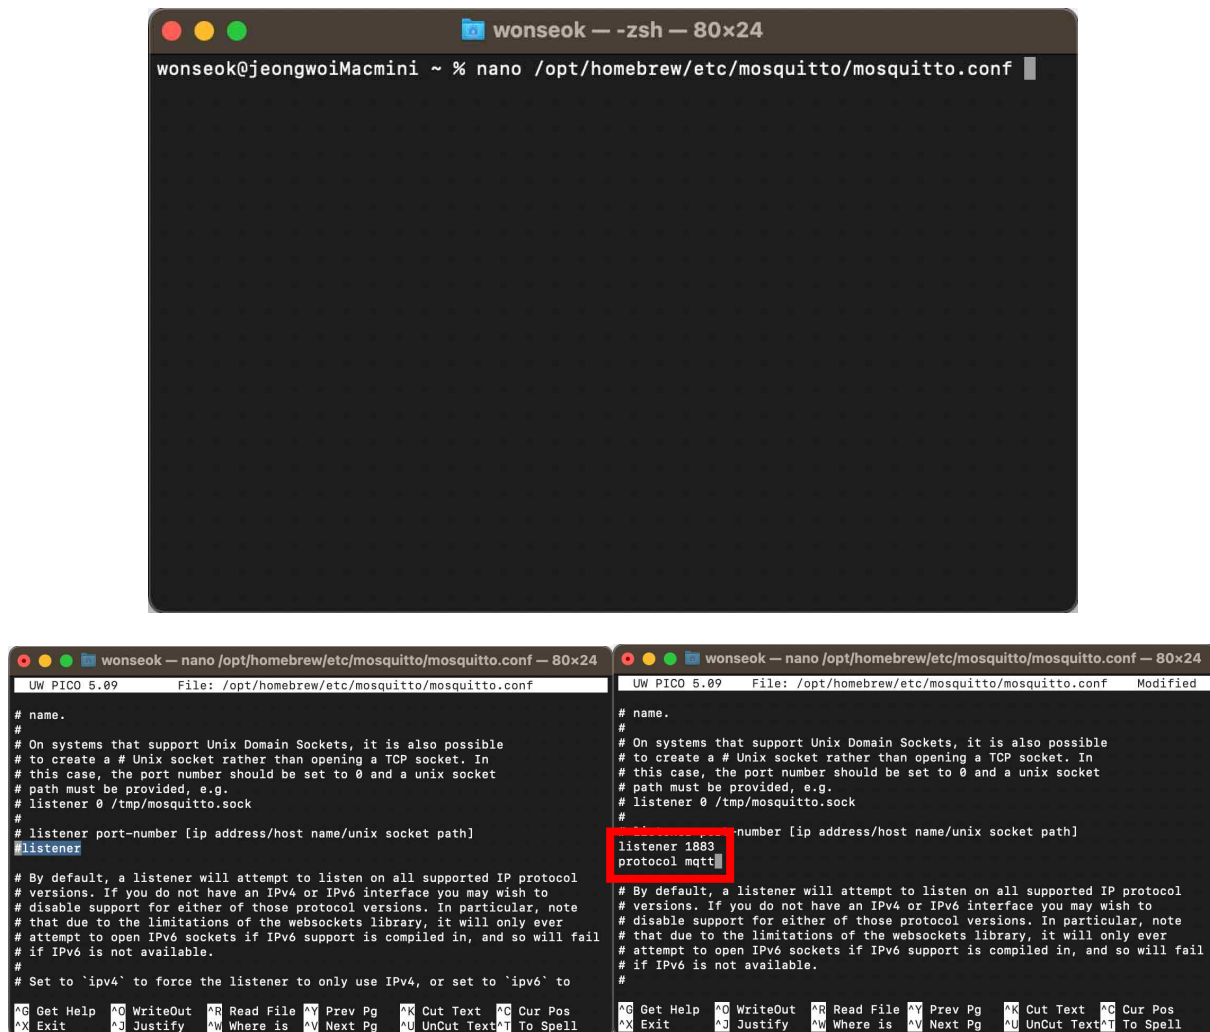 wonseok — -zsh — 80×24
wonseok@jeongwoiMacmini ~ % nano /opt/homebrew/etc/mosquitto/mosquitto.conf
wonseok — nano /opt/homebrew/etc/mosquitto/mosquitto.conf — 80×24
UW PICO 5.09 File: /opt/homebrew/etc/mosquitto/mosquitto.conf
# name.
#
# On systems that support Unix Domain Sockets, it is also possible
# to create a # Unix socket rather than opening a TCP socket. In
# this case, the port number should be set to 0 and a unix socket
# path must be provided, e.g.
# listener 0 /tmp/mosquitto.sock
#
# listener port-number [ip address/host name/unix socket path]
#listener
# By default, a listener will attempt to listen on all supported IP protocol
# versions. If you do not have an IPv4 or IPv6 interface you may wish to
# disable support for either of those protocol versions. In particular, note
# that due to the limitations of the websockets library, it will only ever
# attempt to open IPv6 sockets if IPv6 support is compiled in, and so will fail
# if IPv6 is not available.
#
# Set to `ipv4` to force the listener to only use IPv4, or set to `ipv6` to
^G Get Help ^O WriteOut ^R Read File ^Y Prev Pg ^K Cut Text ^C Cur Pos
^X Exit ^J Justify ^W Where is ^V Next Pg ^U UnCut Text ^T To Spell
wonseok — nano /opt/homebrew/etc/mosquitto/mosquitto.conf — 80×24
UW PICO 5.09 File: /opt/homebrew/etc/mosquitto/mosquitto.conf Modified
# name.
#
# On systems that support Unix Domain Sockets, it is also possible
# to create a # Unix socket rather than opening a TCP socket. In
# this case, the port number should be set to 0 and a unix socket
# path must be provided, e.g.
# listener 0 /tmp/mosquitto.sock
#
# listener port-number [ip address/host name/unix socket path]
listener 1883
protocol mqtt
# By default, a listener will attempt to listen on all supported IP protocol
# versions. If you do not have an IPv4 or IPv6 interface you may wish to
# disable support for either of those protocol versions. In particular, note
# that due to the limitations of the websockets library, it will only ever
# attempt to open IPv6 sockets if IPv6 support is compiled in, and so will fail
# if IPv6 is not available.
#
^G Get Help ^O WriteOut ^R Read File ^Y Prev Pg ^K Cut Text ^C Cur Pos
^X Exit ^J Justify ^W Where is ^V Next Pg ^U UnCut Text ^T To Spell